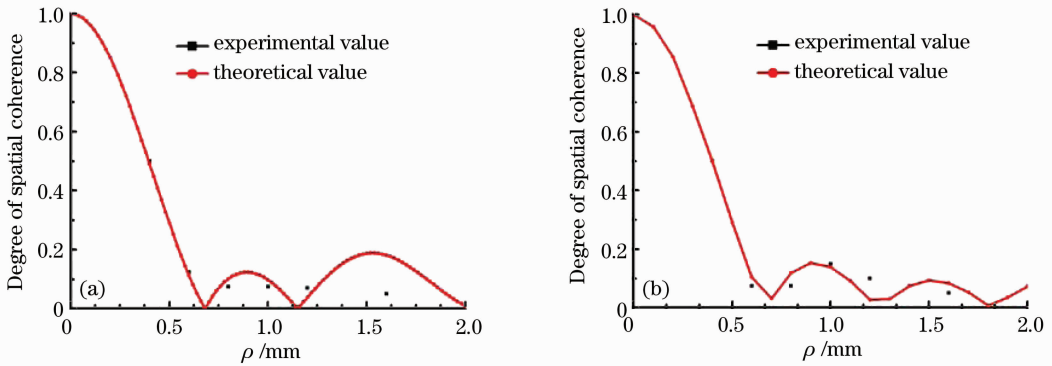 1.0
0.8
0.6
0.4
0.2
0
Degree of spatial coherence
experimental value
theoretical value
(a)
0 0.5 1.0 1.5 2.0
ρ /mm
1.0
0.8
0.6
0.4
0.2
0
Degree of spatial coherence
experimental value
theoretical value
(b)
0 0.5 1.0 1.5 2.0
ρ /mm